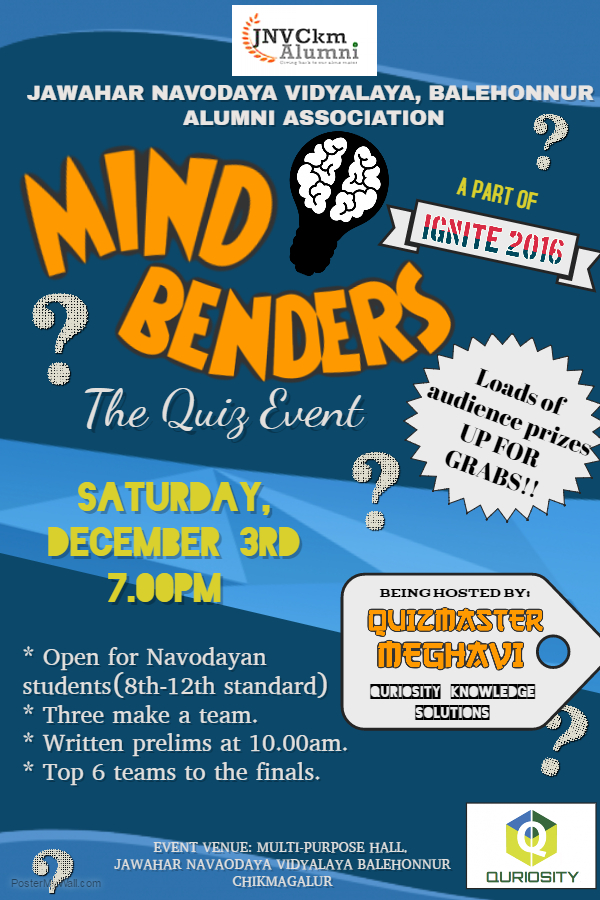 JNVCkm
Alumni
JAWAHAR NAVODAYA VIDYALAYA, BALEHONNUR
ALUMNI ASSOCIATION
MIND
BENDERS
A PART OF
IGNITE 2016
The Quiz Event
Loads of
audience prizes
UP FOR
GRABS!!
SATURDAY,
DECEMBER 3RD
7.00PM
BEING HOSTED BY:
QUIZMASTER
MEGHAVI
QURIOSITY KNOWLEDGE
SOLUTIONS
* Open for Navodayan
students(8th-12th standard)
* Three make a team.
* Written prelims at 10.00am.
* Top 6 teams to the finals.
EVENT VENUE: MULTI-PURPOSE HALL,
JAWAHAR NAVAODAYA VIDYALAYA BALEHONNUR
CHIKMAGALUR
QURIOSITY
PosterMyWall.com